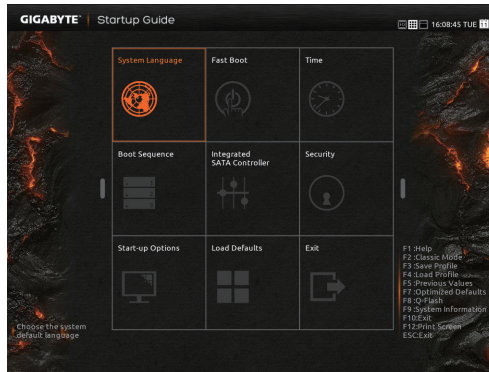 GIGABYTE™ Startup Guide
16:08:45 TUE 11
System Language
Fast Boot
Time
Boot Sequence
Integrated
SATA Controller
Security
Start-up Options
Load Defaults
Exit
F1 :Help
F2 :Classic Mode
F3 :Save Profile
F4 :Load Profile
F5 :Previous Values
F7 :Optimized Defaults
F8 :Q-Flash
F9 :System Information
F10:Exit
F12:Print Screen
ESC:Exit
Choose the system
default language